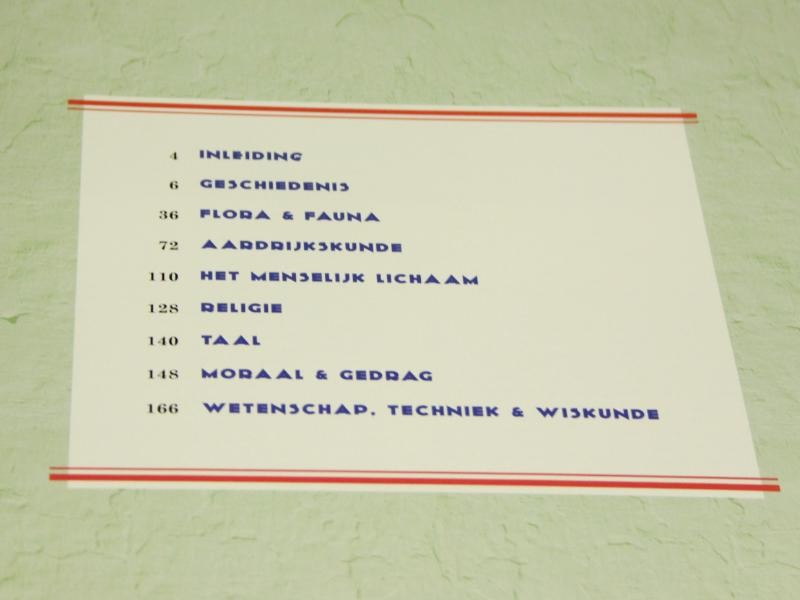 4 INLEIDING
6 GESCHIEDENIS
36 FLORA & FAUNA
72 AARDRIJKSKUNDE
110 HET MENSELIJK LICHAAM
128 RELIGIE
140 TAAL
148 MORAAL & GEDRAG
166 WETENSCHAP, TECHNIEK & WISKUNDE